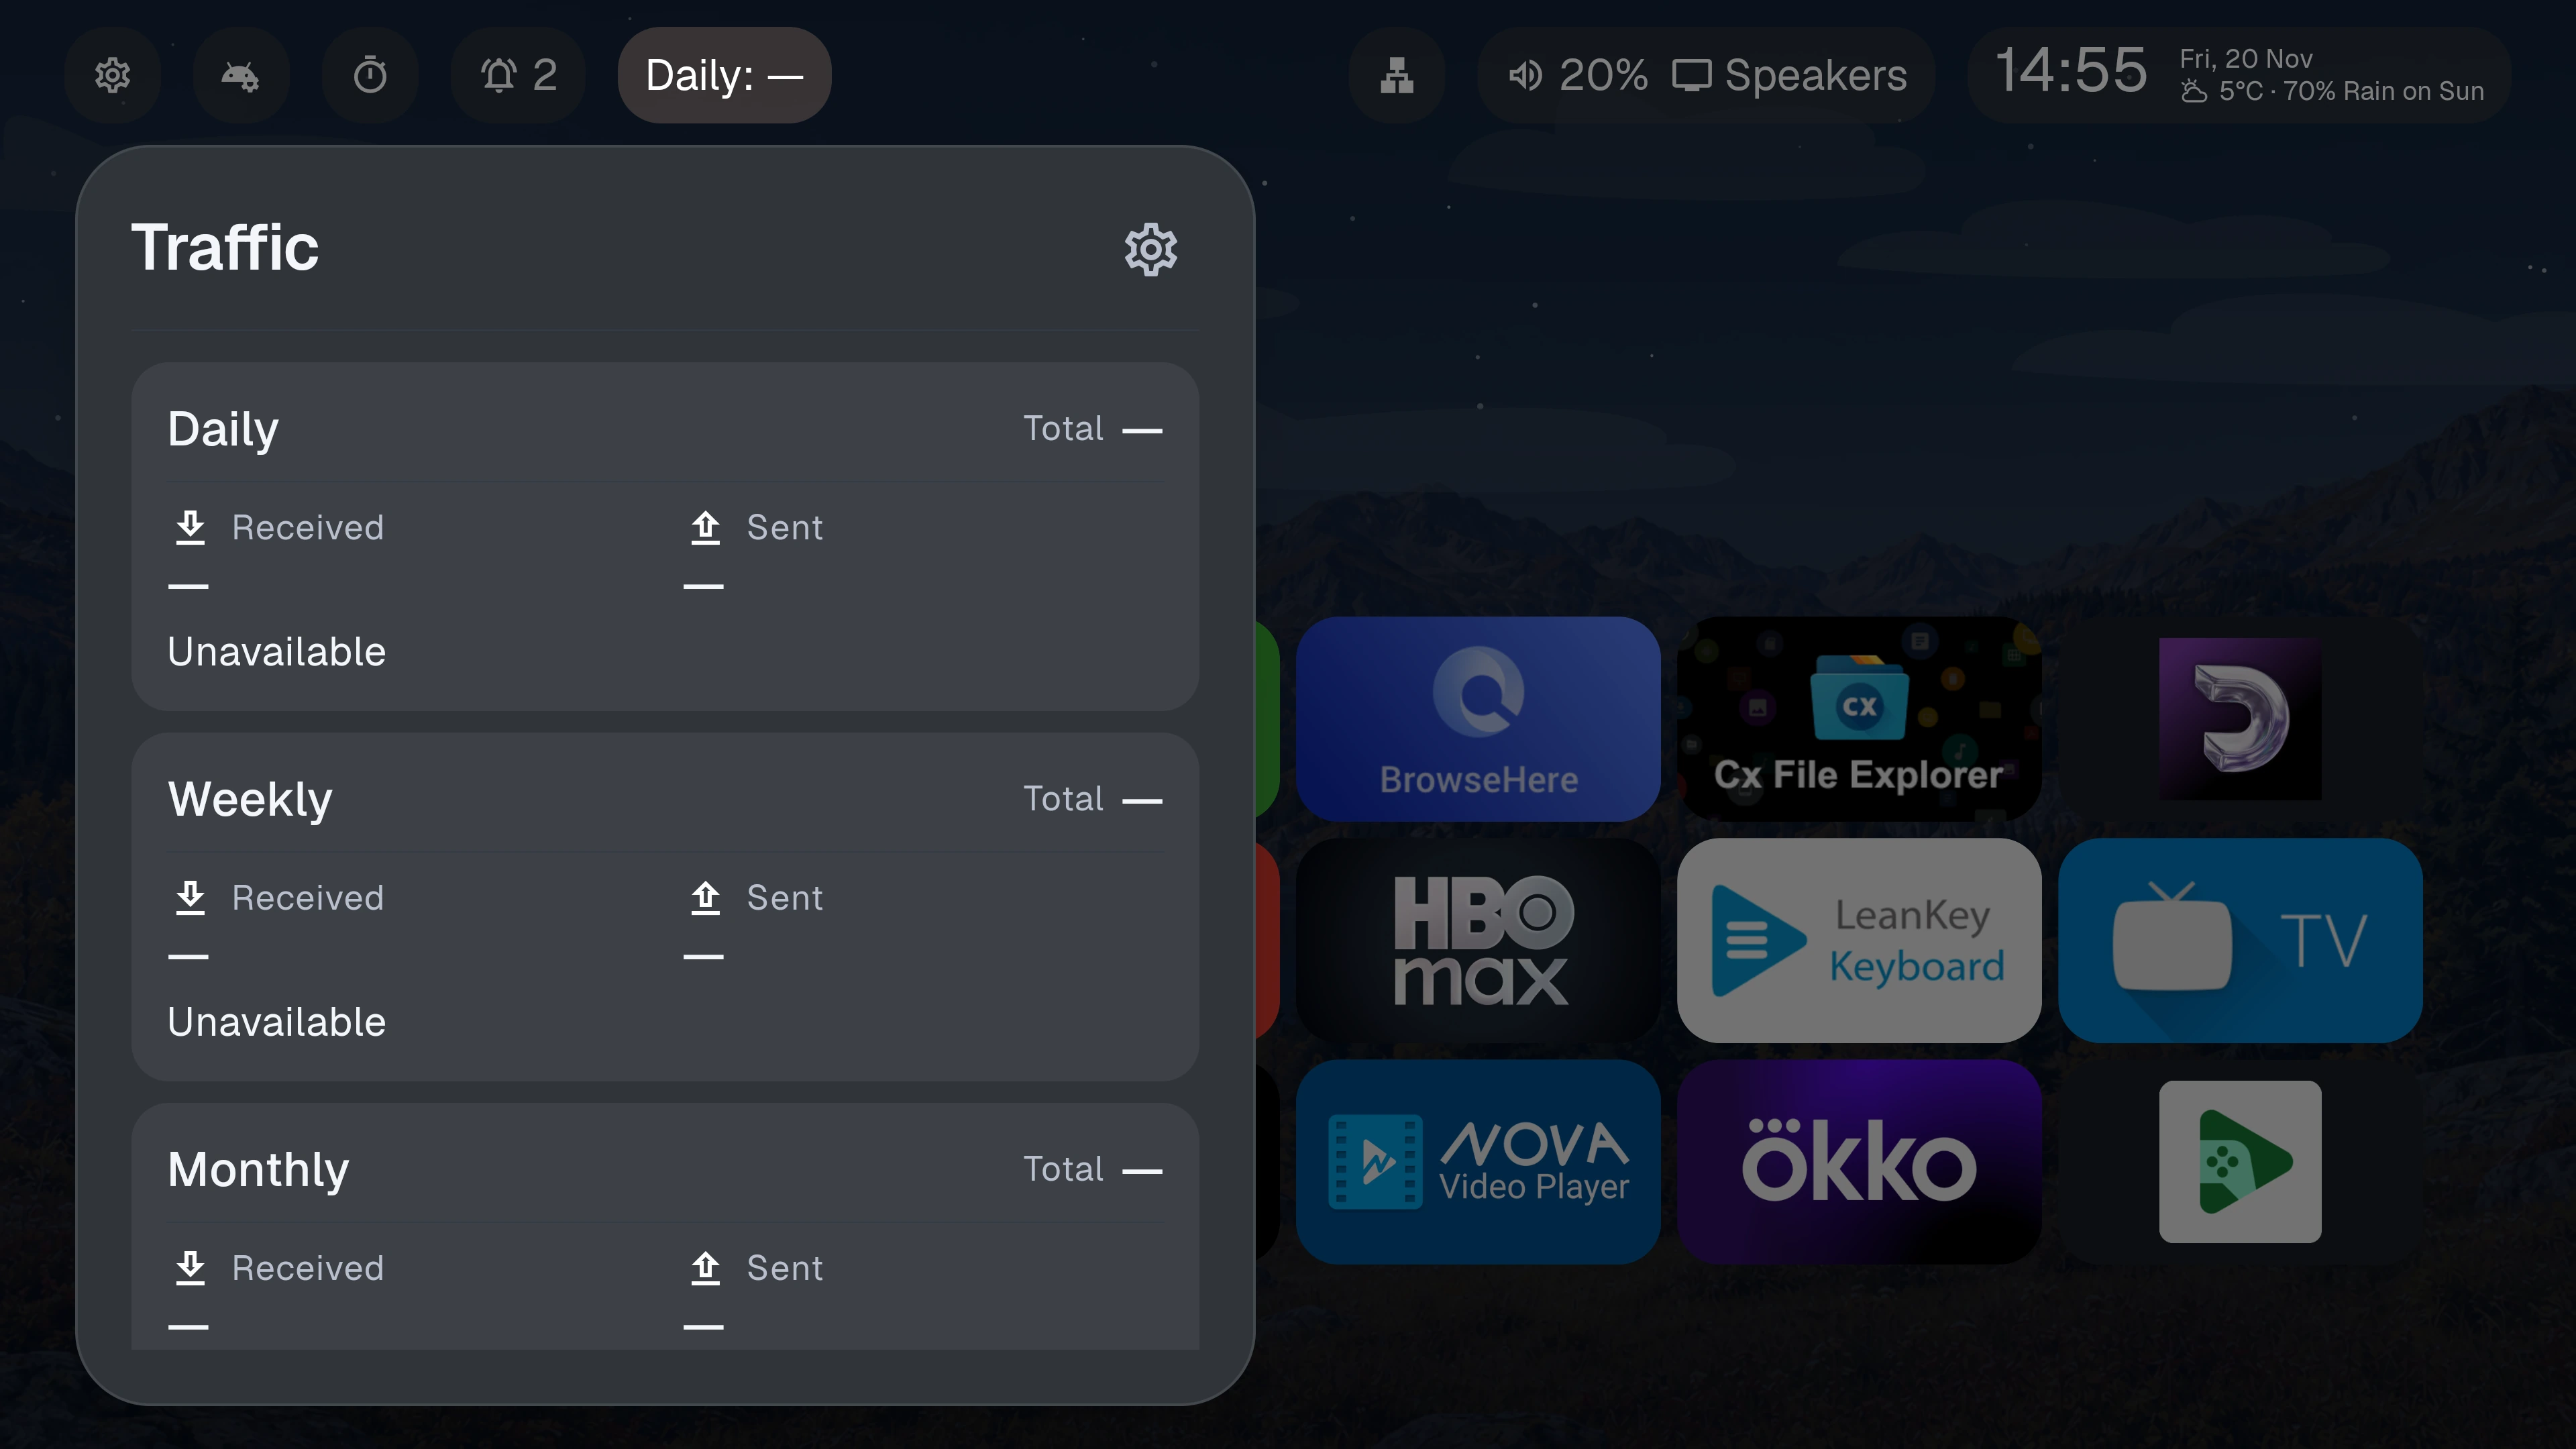 2
Daily: —
20%
Speakers
14:55
Fri, 20 Nov
5°C · 70% Rain on Sun
Traffic
Daily
Total —
Received
Sent
—
—
Unavailable
Weekly
Total —
Received
Sent
—
—
Unavailable
Monthly
Total —
Received
Sent
—
—
BrowseHere
CX
Cx File Explorer
HBO
max
LeanKey
Keyboard
TV
NOVA
Video Player
ökko